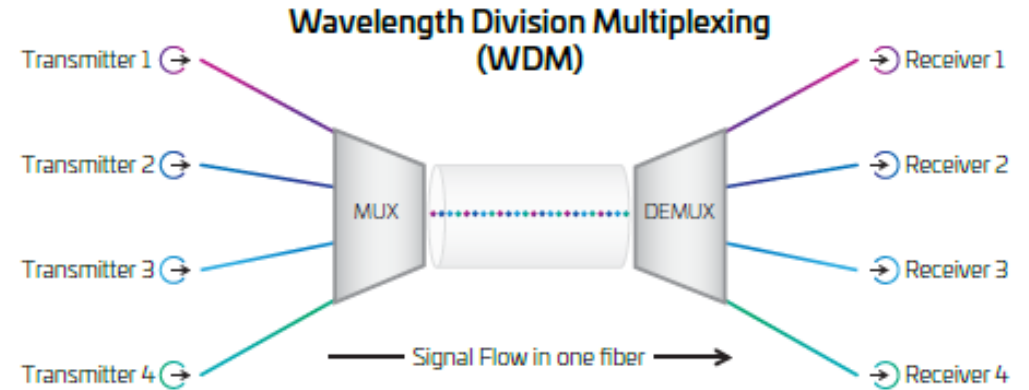 Wavelength Division Multiplexing
(WDM)
Transmitter 1
Receiver 1
Transmitter 2
Receiver 2
MUX
DEMUX
Transmitter 3
Receiver 3
Signal Flow in one fiber
Transmitter 4
Receiver 4